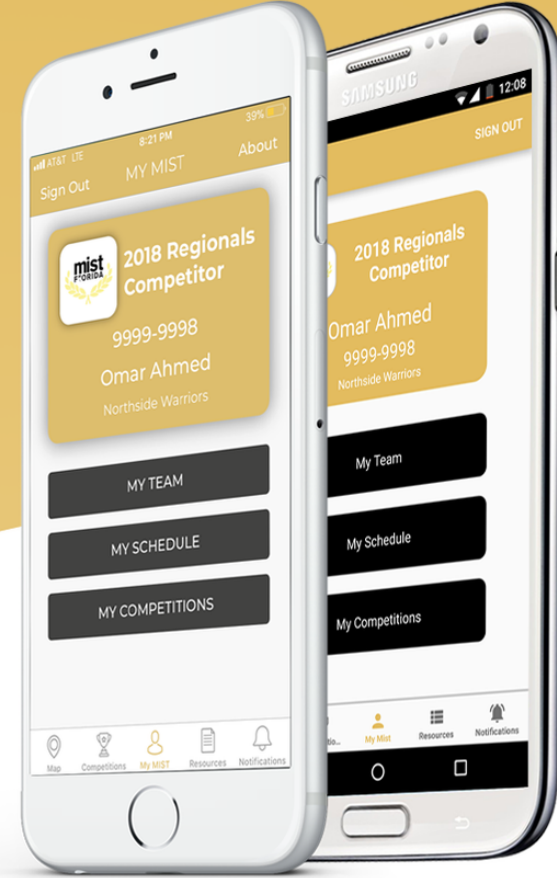 AT&T LTE
8:21 PM
39%
Sign Out
MY MIST
About
mist
FLORIDA
2018 Regionals
Competitor
9999-9998
Omar Ahmed
Northside Warriors
MY TEAM
MY SCHEDULE
MY COMPETITIONS
Map
Competitions
My MIST
Resources
Notifications
SAMSUNG
12:08
SIGN OUT
2018 Regionals
Competitor
Omar Ahmed
9999-9998
Northside Warriors
My Team
My Schedule
My Competitions
My Mist
Resources
Notifications